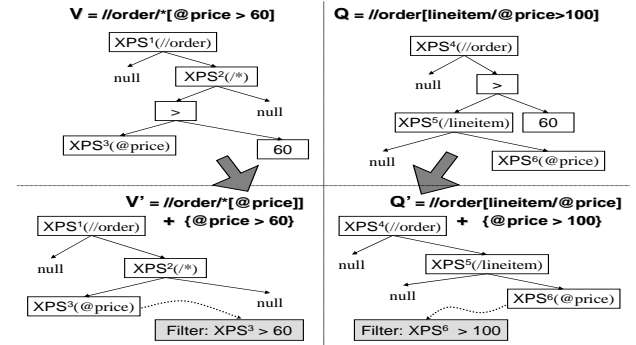 V = //order/*[@price > 60]
XPS1(//order)
null
XPS2(/*)
>
null
XPS3(@price)
60
Q = //order[lineitem/@price>100]
XPS4(//order)
null
>
XPS5(/lineitem)
60
null
XPS6(@price)
V' = //order/*[@price]]
+ {@price > 60}
XPS1(//order)
null
XPS2(/*)
XPS3(@price)
null
Filter: XPS3 > 60
Q' = //order[lineitem/@price]
+ {@price > 100}
XPS4(//order)
null
XPS5(/lineitem)
null
XPS6(@price)
Filter: XPS6 > 100